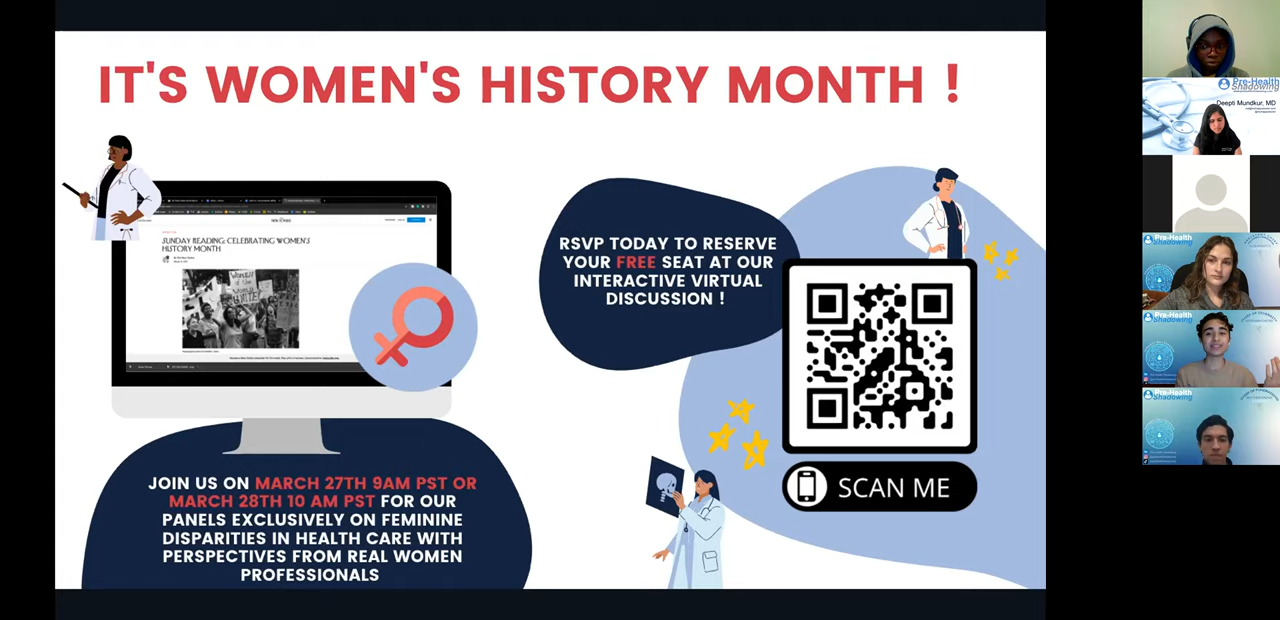 IT'S WOMEN'S HISTORY MONTH !
SUNDAY READING: CELEBRATING WOMEN'S
HISTORY MONTH
RSVP TODAY TO RESERVE
YOUR FREE SEAT AT OUR
INTERACTIVE VIRTUAL
DISCUSSION !
SCAN ME
JOIN US ON MARCH 27TH 9AM PST OR
MARCH 28TH 10 AM PST FOR OUR
PANELS EXCLUSIVELY ON FEMININE
DISPARITIES IN HEALTH CARE WITH
PERSPECTIVES FROM REAL WOMEN
PROFESSIONALS
Pre-Health
Shadowing
Deepti Mundkur, MD
Pre-Health
Shadowing
Pre-Health
Shadowing
Pre-Health
Shadowing